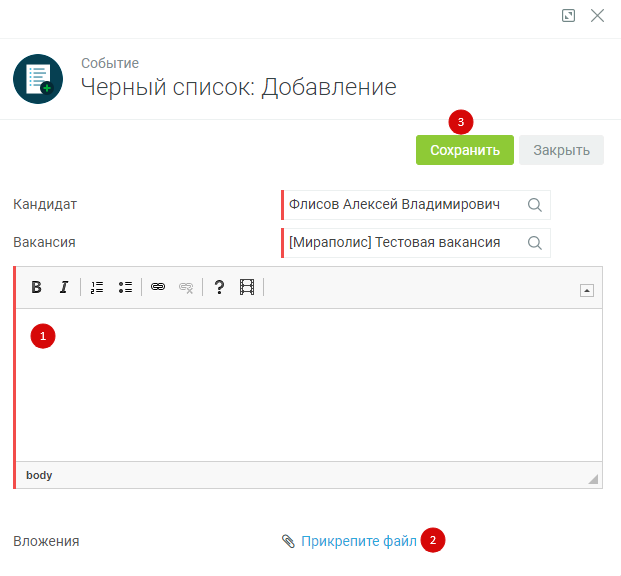 Событие
Черный список: Добавление
3
Сохранить Закрыть
Кандидат Флисов Алексей Владимирович
Вакансия [Мираполис] Тестовая вакансия
B I ?
1
body
Вложения Прикрепите файл 2